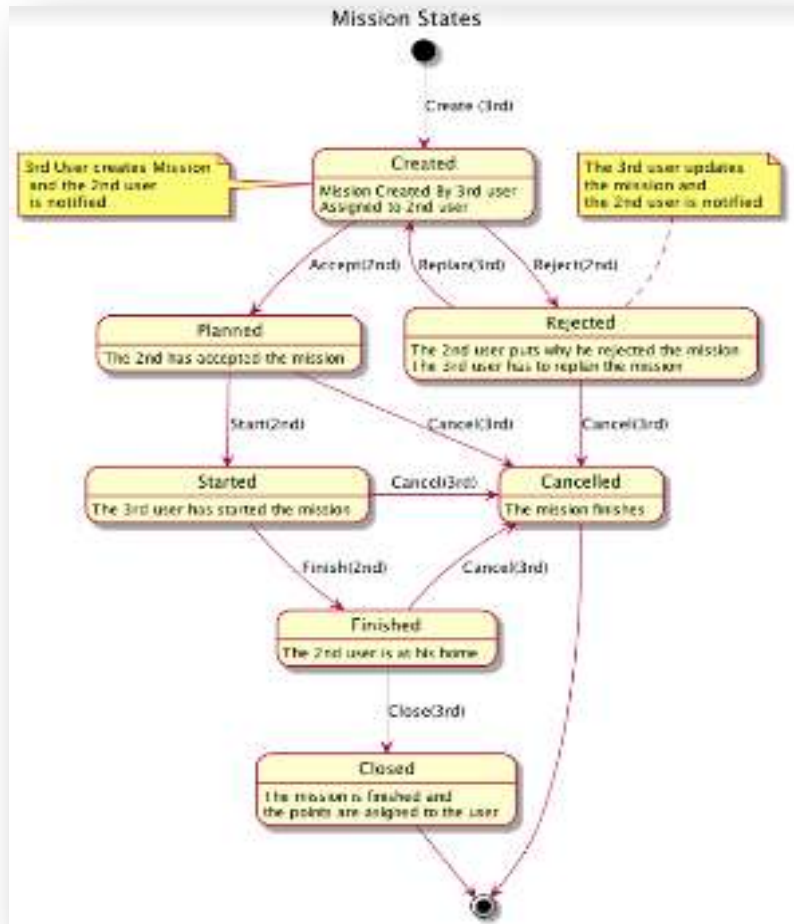 Mission States
Create (3rd)
3rd User creates Mission
and the 2nd user
is notified
Created
Mission Created By 3rd user
Assigned to 2nd user
The 3rd user updates
the mission and
the 2nd user is notified
Accept(2nd)
Replan(3rd)
Reject(2nd)
Planned
The 2nd has accepted the mission
Rejected
The 2nd user puts why he rejected the mission
The 3rd user has to replan the mission
Start(2nd)
Cancel(3rd)
Cancel(3rd)
Started
The 3rd user has started the mission
Cancel(3rd)
Cancelled
The mission finishes
Finish(2nd)
Cancel(3rd)
Finished
The 2nd user is at his home
Close(3rd)
Closed
The mission is finished and
the points are asigned to the user